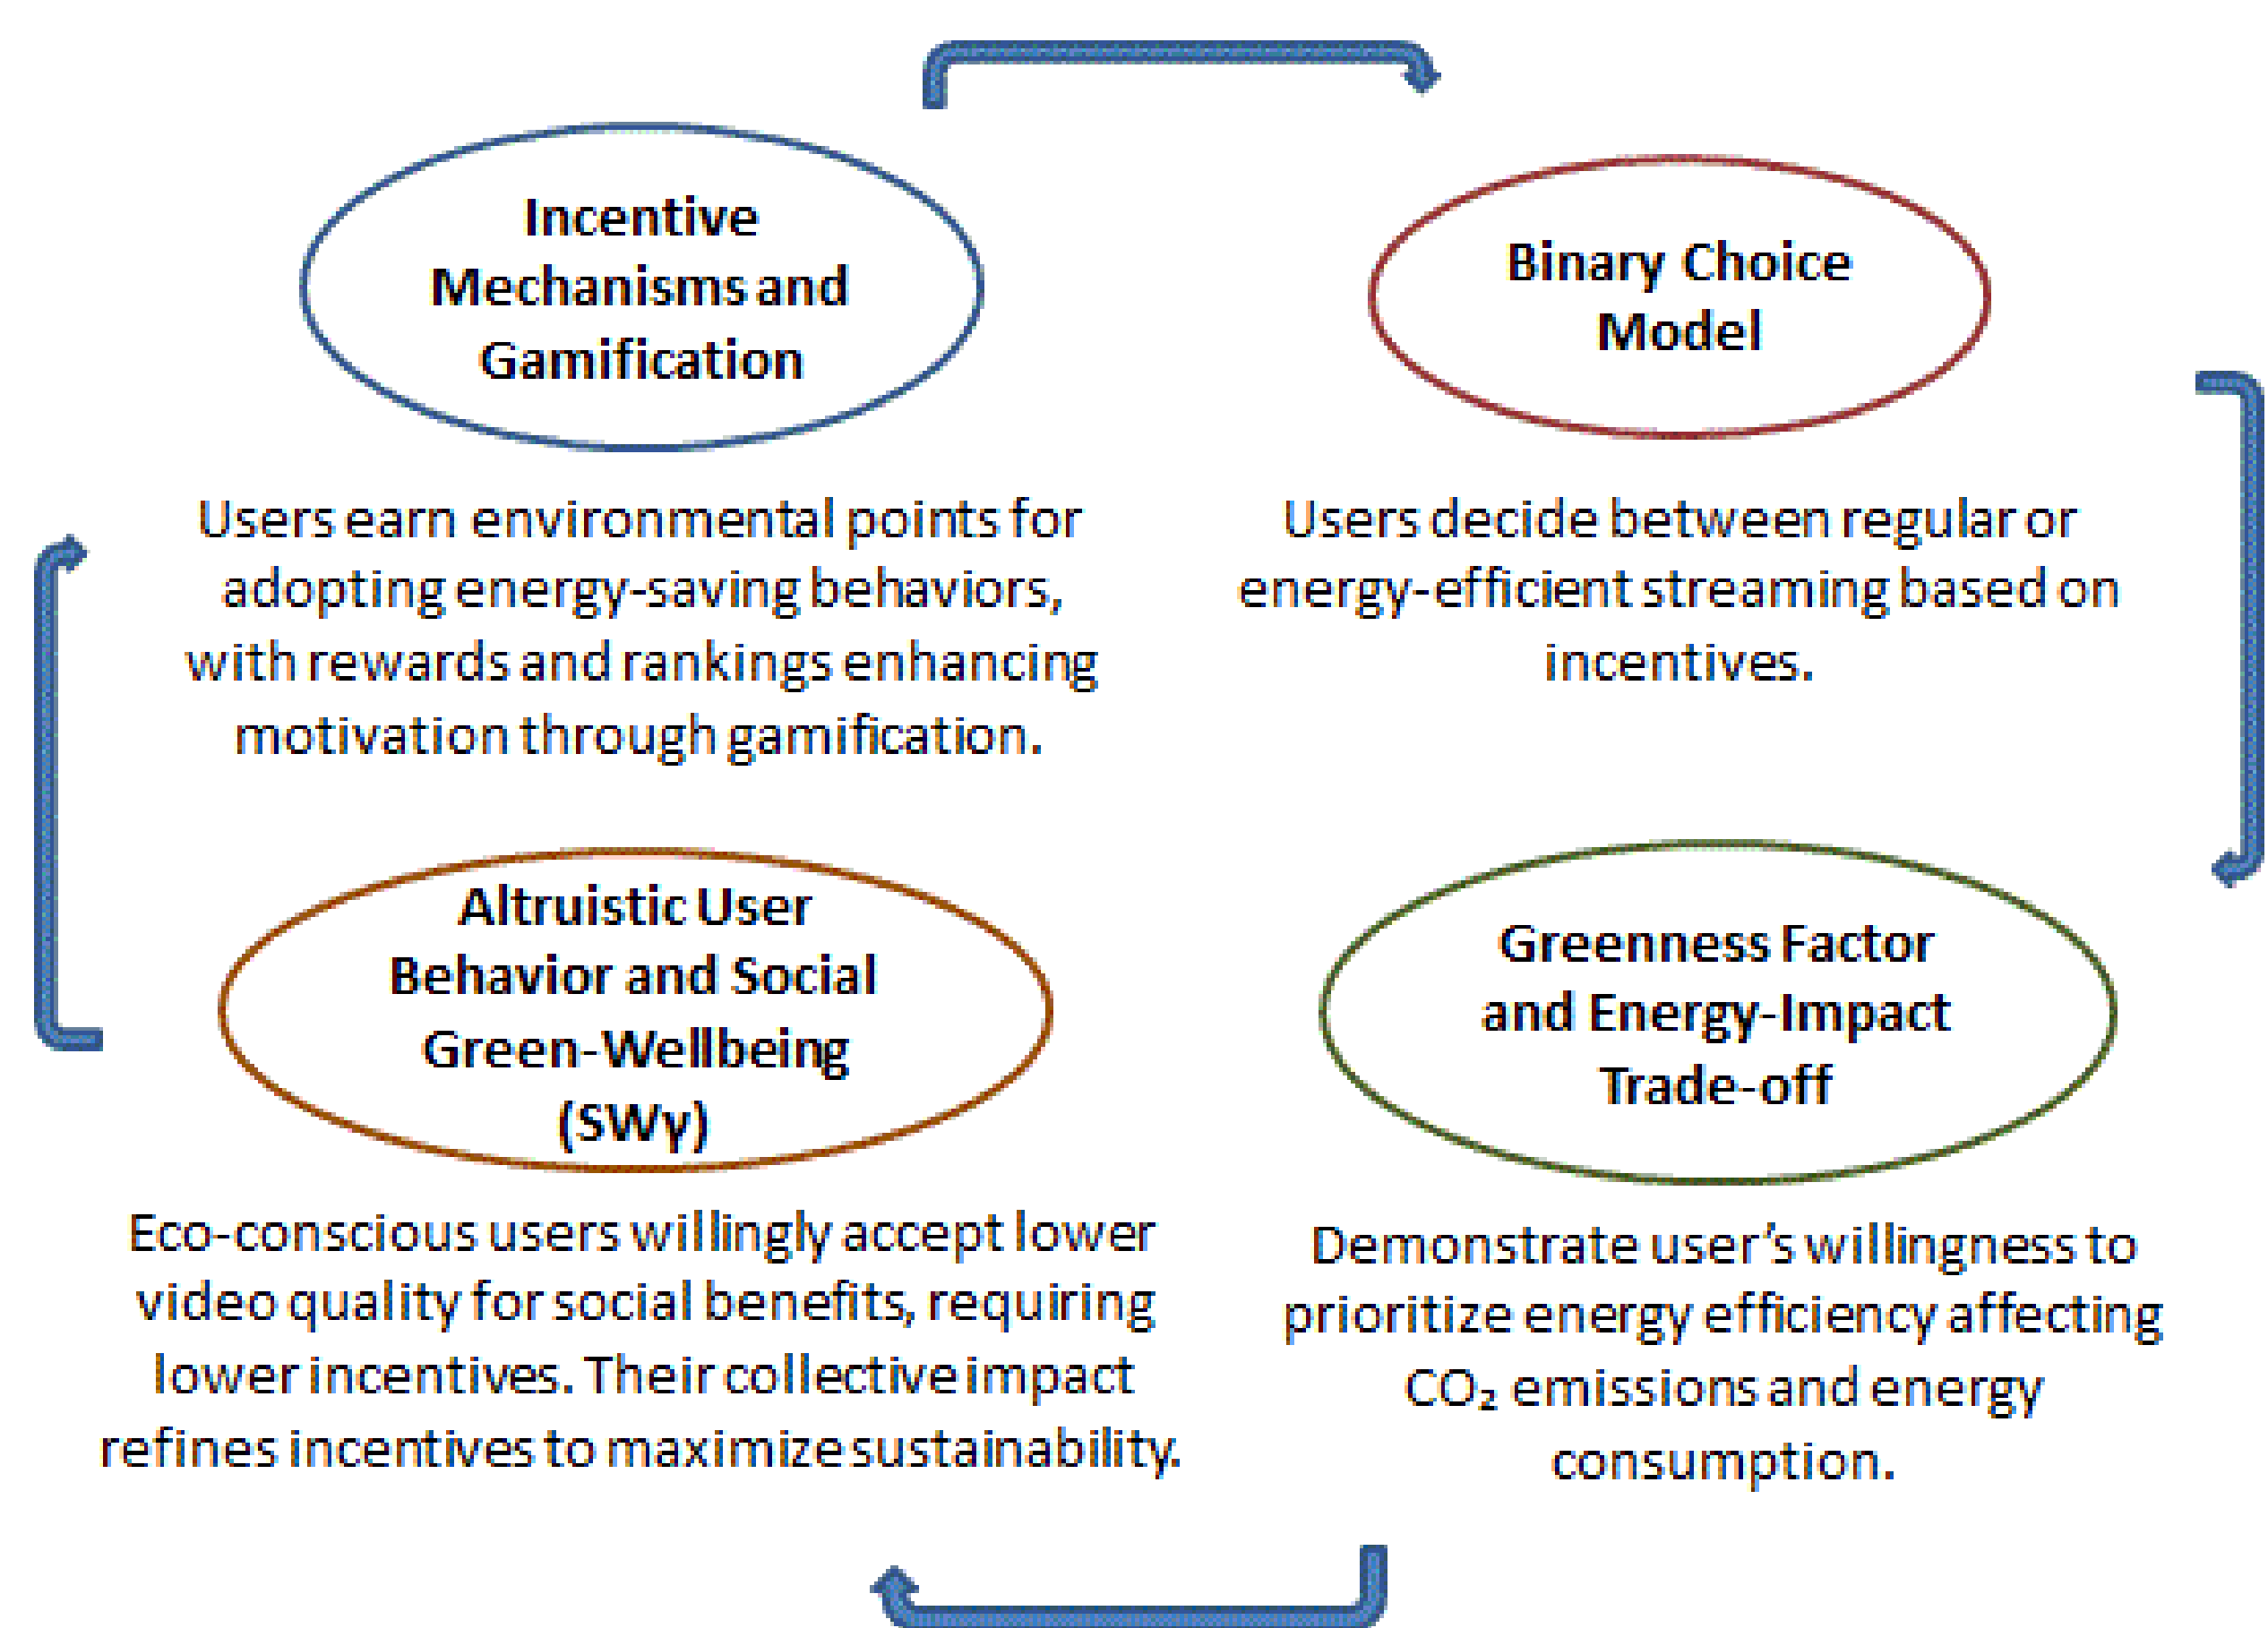 Incentive
Mechanisms and
Gamification
Users earn environmental points for
adopting energy-saving behaviors,
with rewards and rankings enhancing
motivation through gamification.
Binary Choice
Model
Users decide between regular or
energy-efficient streaming based on
incentives.
Altruistic User
Behavior and Social
Green-Wellbeing
(SWy)
Eco-conscious users willingly accept lower
video quality for social benefits, requiring
lower incentives. Their collective impact
refines incentives to maximize sustainability.
Greenness Factor
and Energy-Impact
Trade-off
Demonstrate user’s willingness to
prioritize energy efficiency affecting
CO₂ emissions and energy
consumption.